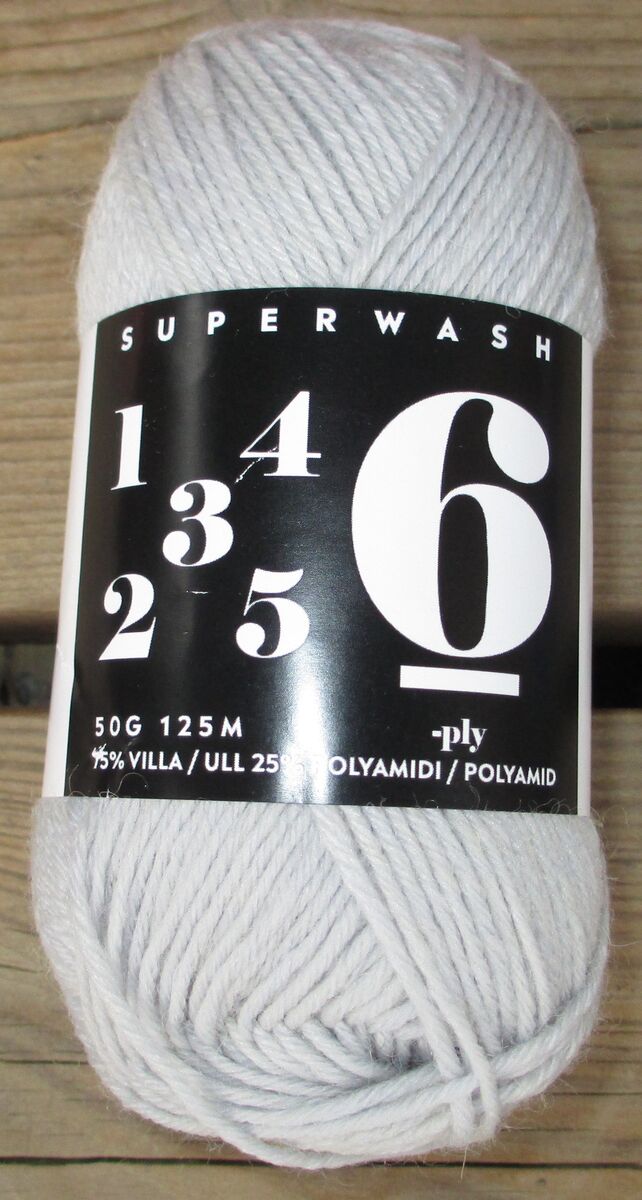 SUPERWASH
1 4
3
2 5
6
-ply
50G 125M
75% VILLA / ULL 25% POLYAMIDI / POLYAMID